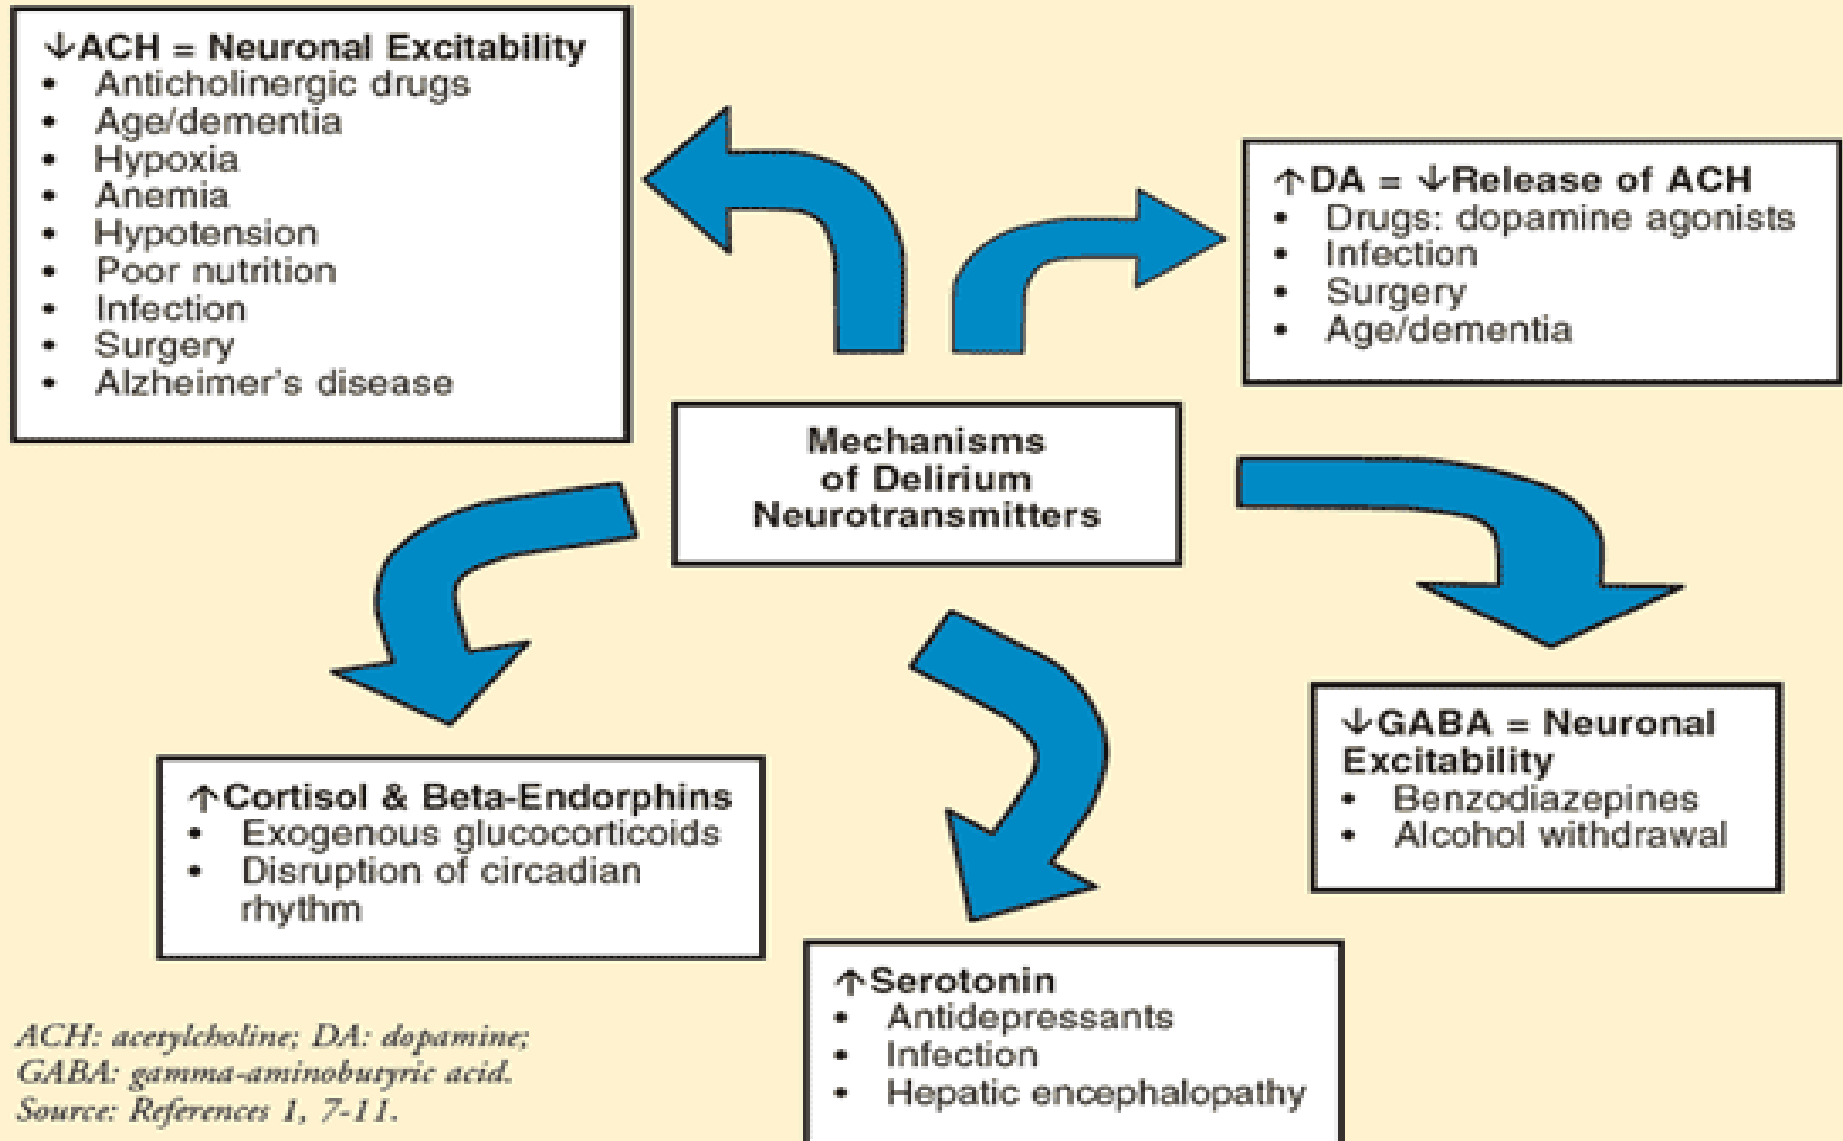 ↓ACH = Neuronal Excitability
• Anticholinergic drugs
• Age/dementia
• Hypoxia
• Anemia
• Hypotension
• Poor nutrition
• Infection
• Surgery
• Alzheimer's disease
↑DA = ↓Release of ACH
• Drugs: dopamine agonists
• Infection
• Surgery
• Age/dementia
Mechanisms
of Delirium
Neurotransmitters
↓GABA = Neuronal
Excitability
• Benzodiazepines
• Alcohol withdrawal
↑Cortisol & Beta-Endorphins
• Exogenous glucocorticoids
• Disruption of circadian
rhythm
↑Serotonin
• Antidepressants
• Infection
• Hepatic encephalopathy
ACH: acetylcholine; DA: dopamine;
GABA: gamma-aminobutyric acid.
Source: References 1, 7-11.